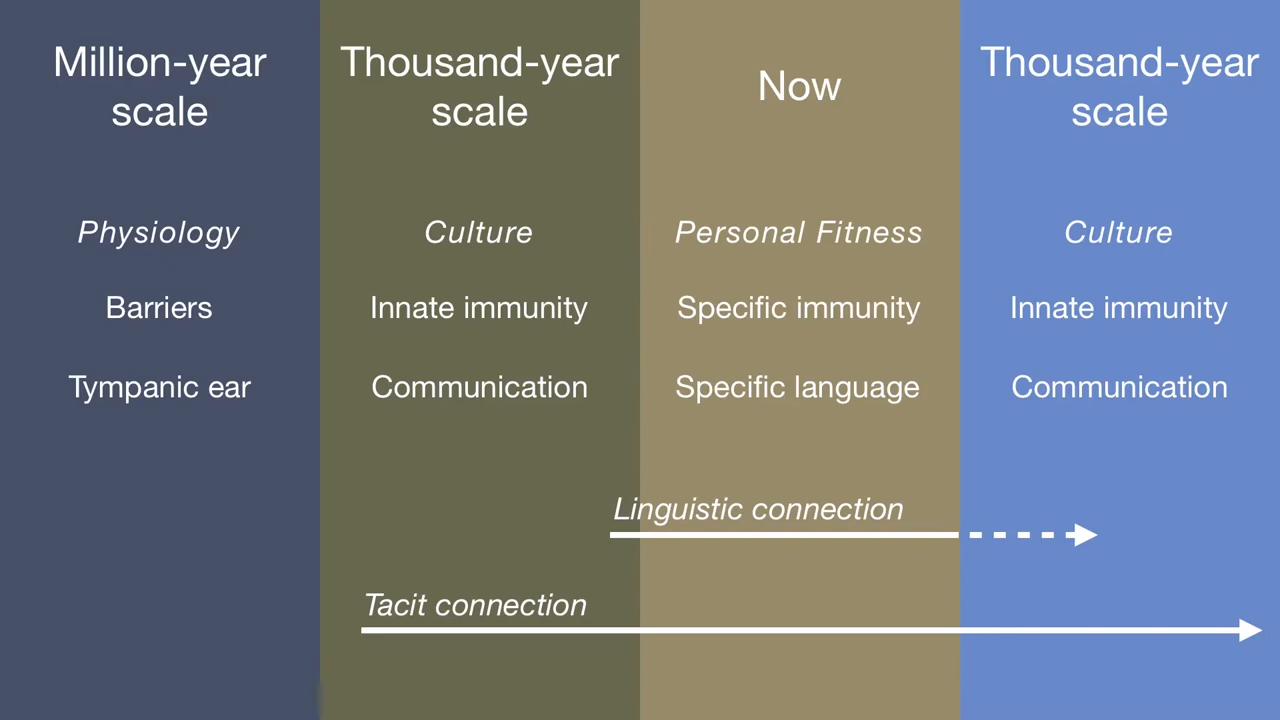 Million-year
scale
Thousand-year
scale
Now
Thousand-year
scale
Physiology
Culture
Personal Fitness
Culture
Barriers
Innate immunity
Specific immunity
Innate immunity
Tympanic ear
Communication
Specific language
Communication
Linguistic connection
Tacit connection